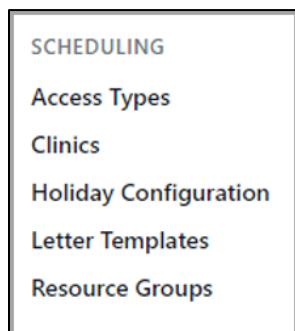 SCHEDULING
Access Types
Clinics
Holiday Configuration
Letter Templates
Resource Groups